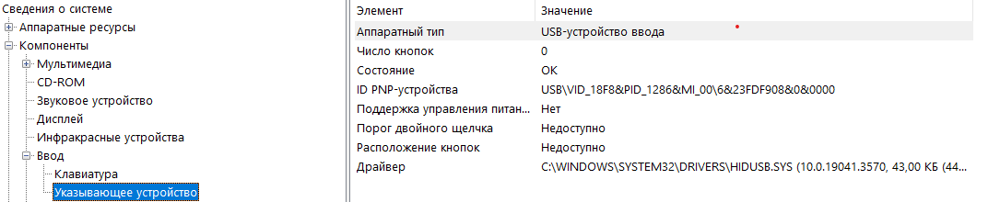 Сведения о системе
Аппаратные ресурсы
Компоненты
Мультимедиа
CD-ROM
Звуковое устройство
Дисплей
Инфракрасные устройства
Ввод
Клавиатура
Указывающее устройство
Элемент Значение
Аппаратный тип USB-устройство ввода
Число кнопок 0
Состояние ОК
ID PNP-устройства USB\VID_18F8&PID_1286&MI_00\6&23FDF908&0&0000
Поддержка управления питан... Нет
Порог двойного щелчка Недоступно
Расположение кнопок Недоступно
Драйвер C:\WINDOWS\SYSTEM32\DRIVERS\HIDUSB.SYS (10.0.19041.3570, 43,00 КБ (44...